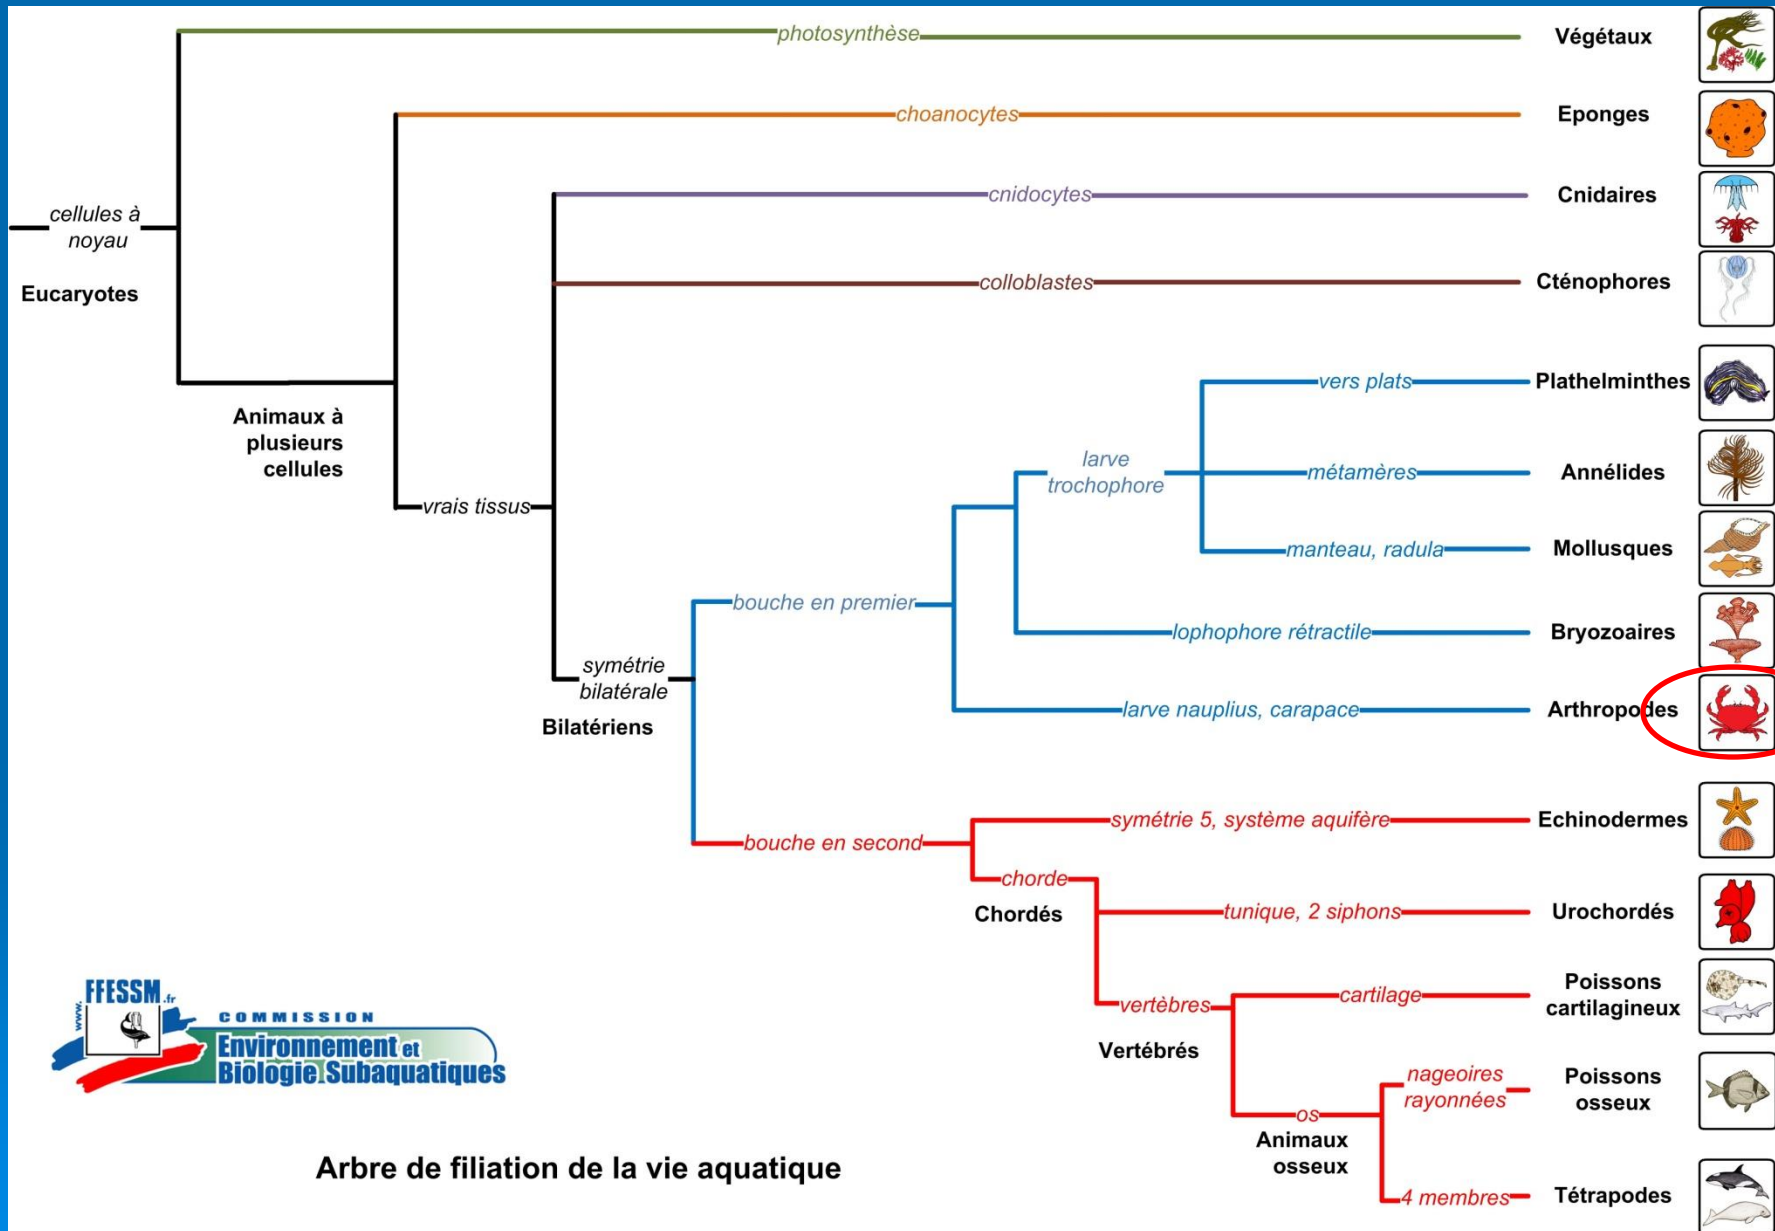 photosynthèse
Végétaux
choanocytes
Eponges
cnidocytes
Cnidaires
cellules à
noyau
Eucaryotes
colloblastes
Cténophores
vers plats
Plathelminthes
Animaux à
plusieurs
cellules
larve
trochophore
métamères
Annélides
vrais tissus
manteau, radula
Mollusques
bouche en premier
lophophore rétractile
Bryozoaires
symétrie
bilatérale
Bilatériens
larve nauplius, carapace
Arthropodes
symétrie 5, système aquifère
Echinodermes
bouche en second
chorde
Chordés
tunique, 2 siphons
Urochordés
vertèbres
Vertébrés
cartilage
Poissons
cartilagineux
nageoires
rayonnées
Poissons
osseux
os
Animaux
osseux
4 membres
Tétrapodes
www.
FFESSM.fr
COMMISSION
Environnement et
Biologie Subaquatiques
Arbre de filiation de la vie aquatique